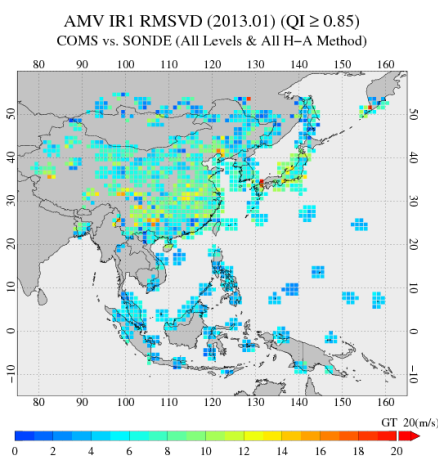 AMV IR1 RMSVD (2013.01) (QI ≥ 0.85)
COMS vs. SONDE (All Levels & All H−A Method)
80 90 100 110 120 130 140 150 160
50 50
40 40
30 30
20 20
10 10
0 0
−10 −10
80 90 100 110 120 130 140 150 160
GT 20(m/s)
0 2 4 6 8 10 12 14 16 18 20